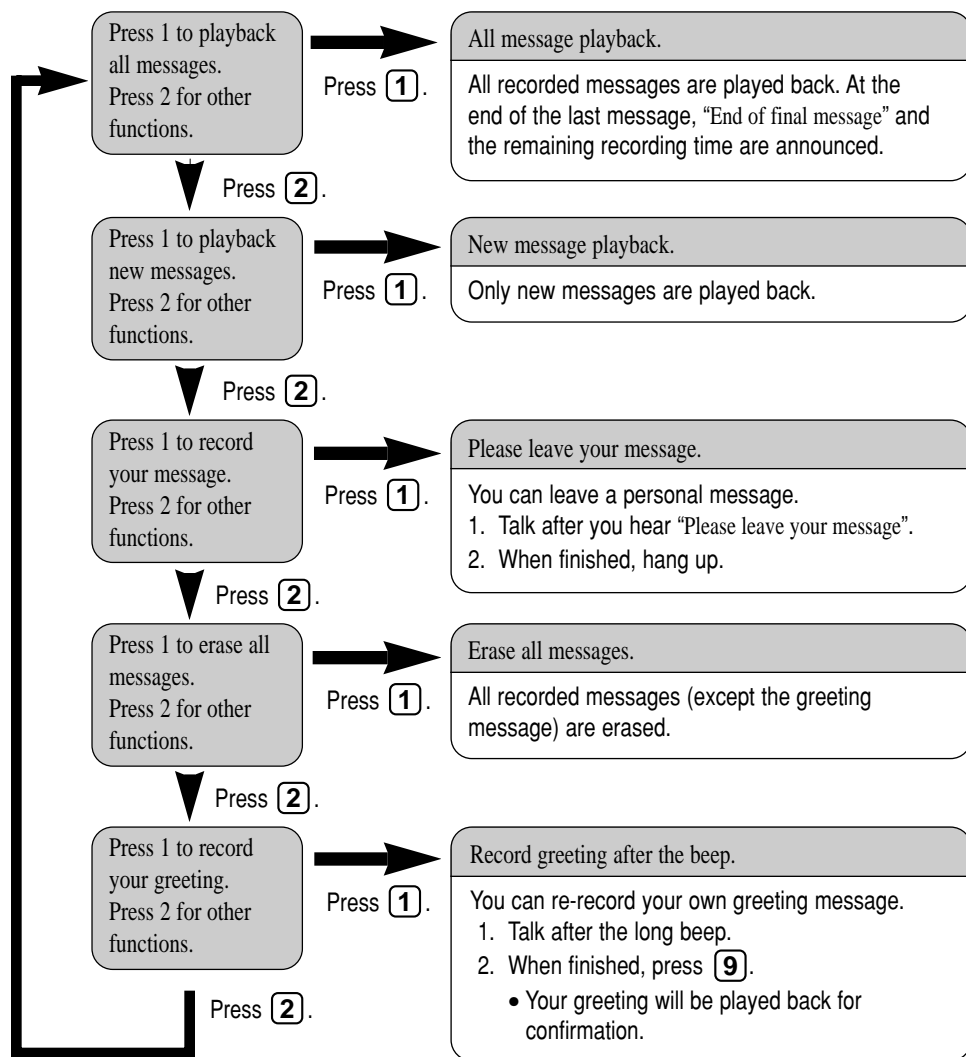 Press 1 to playback
all messages.
Press 2 for other
functions.
Press 1.
All message playback.
All recorded messages are played back. At the
end of the last message, “End of final message” and
the remaining recording time are announced.
Press 2.
Press 1 to playback
new messages.
Press 2 for other
functions.
Press 1.
New message playback.
Only new messages are played back.
Press 2.
Press 1 to record
your message.
Press 2 for other
functions.
Press 1.
Please leave your message.
You can leave a personal message.
1. Talk after you hear “Please leave your message”.
2. When finished, hang up.
Press 2.
Press 1 to erase all
messages.
Press 2 for other
functions.
Press 1.
Erase all messages.
All recorded messages (except the greeting
message) are erased.
Press 2.
Press 1 to record
your greeting.
Press 2 for other
functions.
Press 1.
Record greeting after the beep.
You can re-record your own greeting message.
1. Talk after the long beep.
2. When finished, press 9.
• Your greeting will be played back for
confirmation.
Press 2.